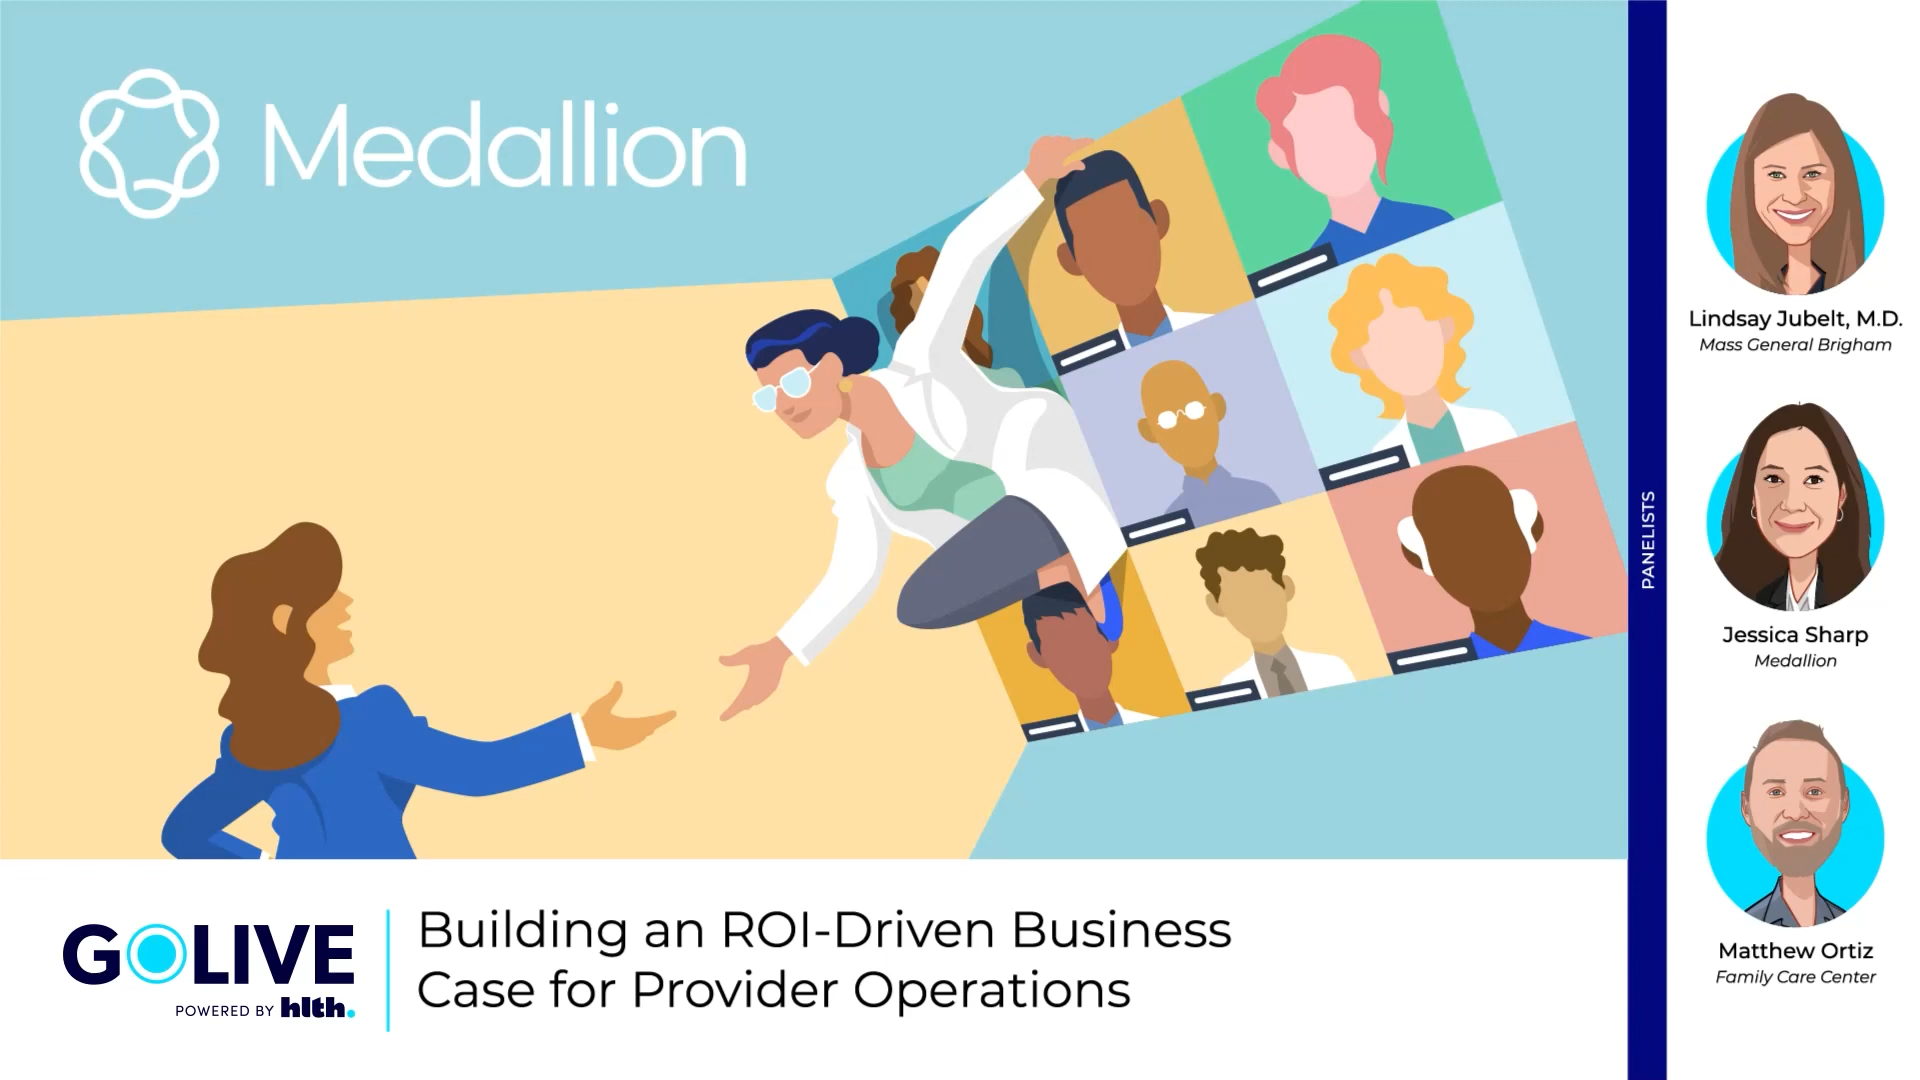 Medallion
GOLIVE
POWERED BY hlth.
Building an ROI-Driven Business
Case for Provider Operations
PANELISTS
Lindsay Jubelt, M.D.
Mass General Brigham
Jessica Sharp
Medallion
Matthew Ortiz
Family Care Center